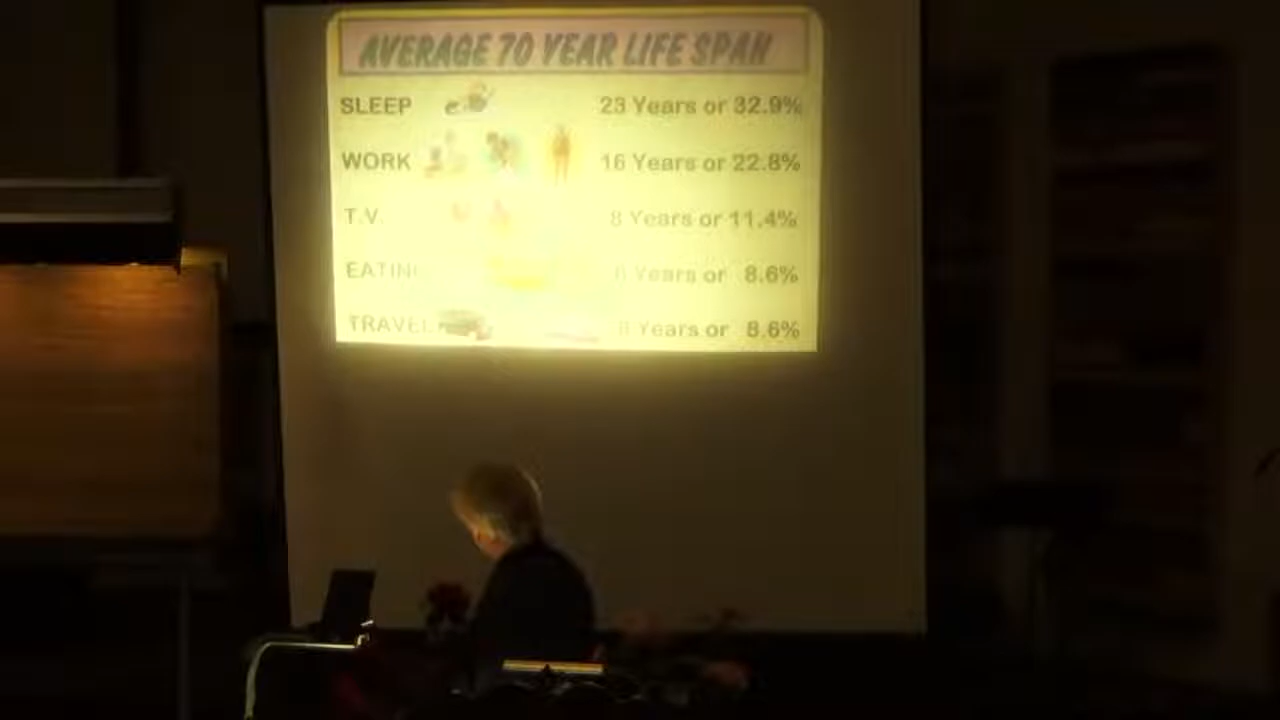 AVERAGE 70 YEAR LIFE SPAN
SLEEP 23 Years or 32.9%
WORK 16 Years or 22.8%
T.V. 8 Years or 11.4%
EATING Years or 8.6%
TRAVEL Years or 8.6%